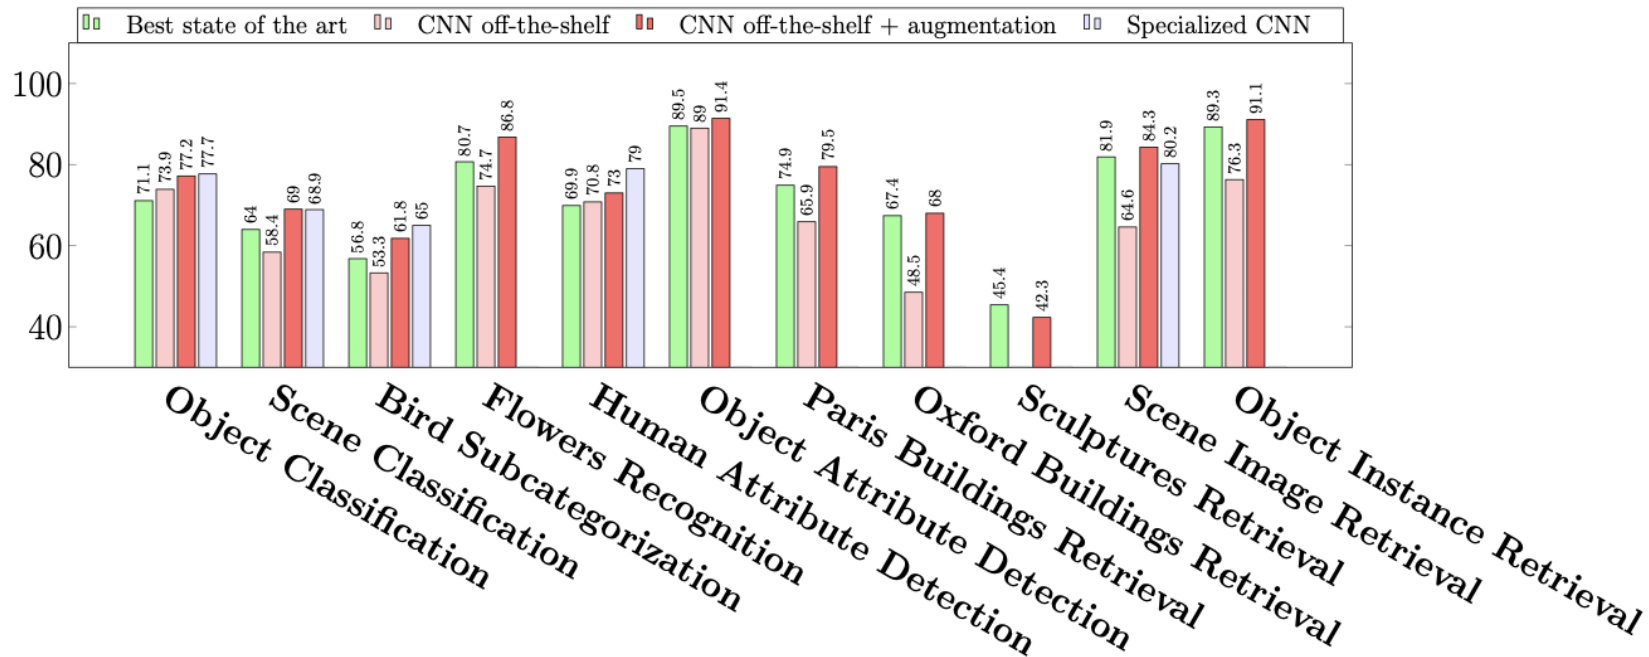 Best state of the art CNN off-the-shelf CNN off-the-shelf + augmentation Specialized CNN
100
80
60
40
71.1 73.9 77.2 77.7
64 58.4 69 68.9
56.8 53.3 61.8 65
80.7 74.7 86.8
69.9 70.8 73 79
89.5 89 91.4
74.9 65.9 79.5
67.4 48.5 68
45.4 42.3
81.9 64.6 84.3 80.2
89.3 76.3 91.1
Object Classification
Scene Classification
Bird Subcategorization
Flowers Recognition
Human Attribute Detection
Object Attribute Detection
Paris Buildings Retrieval
Oxford Buildings Retrieval
Sculptures Retrieval
Scene Image Retrieval
Object Instance Retrieval